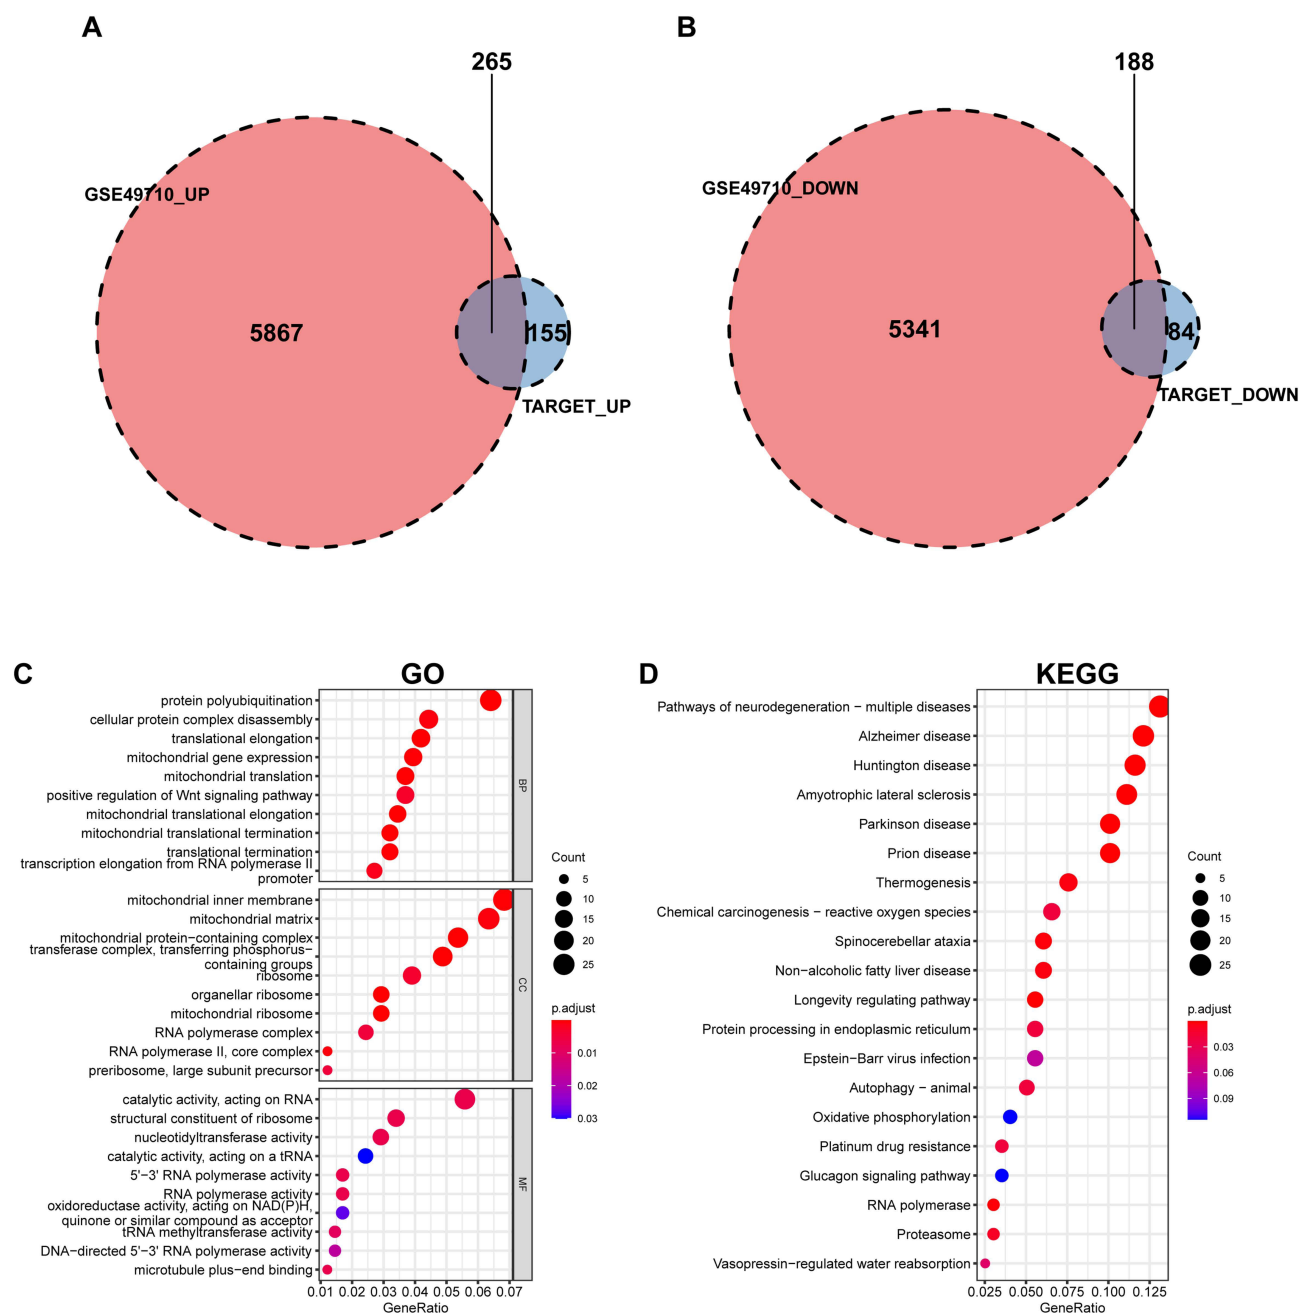 A
B
265
188
GSE49710_UP
GSE49710_DOWN
5867
155
5341
84
TARGET_UP
TARGET_DOWN
C
GO
protein polyubiquitination
cellular protein complex disassembly
translational elongation
mitochondrial gene expression
mitochondrial translation
positive regulation of Wnt signaling pathway
mitochondrial translational elongation
mitochondrial translational termination
translational termination
transcription elongation from RNA polymerase II
promoter
BP
mitochondrial inner membrane
mitochondrial matrix
mitochondrial protein−containing complex
transferase complex, transferring phosphorus−
containing groups
ribosome
organellar ribosome
mitochondrial ribosome
RNA polymerase complex
RNA polymerase II, core complex
preribosome, large subunit precursor
CC
catalytic activity, acting on RNA
structural constituent of ribosome
nucleotidyltransferase activity
catalytic activity, acting on a tRNA
5'−3' RNA polymerase activity
RNA polymerase activity
oxidoreductase activity, acting on NAD(P)H,
quinone or similar compound as acceptor
tRNA methyltransferase activity
DNA−directed 5'−3' RNA polymerase activity
microtubule plus−end binding
MF
0.01 0.02 0.03 0.04 0.05 0.06 0.07
GeneRatio
Count
5
10
15
20
25
p.adjust
0.01
0.02
0.03
D
KEGG
Pathways of neurodegeneration − multiple diseases
Alzheimer disease
Huntington disease
Amyotrophic lateral sclerosis
Parkinson disease
Prion disease
Thermogenesis
Chemical carcinogenesis − reactive oxygen species
Spinocerebellar ataxia
Non−alcoholic fatty liver disease
Longevity regulating pathway
Protein processing in endoplasmic reticulum
Epstein−Barr virus infection
Autophagy − animal
Oxidative phosphorylation
Platinum drug resistance
Glucagon signaling pathway
RNA polymerase
Proteasome
Vasopressin−regulated water reabsorption
0.025 0.050 0.075 0.100 0.125
GeneRatio
Count
5
10
15
20
25
p.adjust
0.03
0.06
0.09